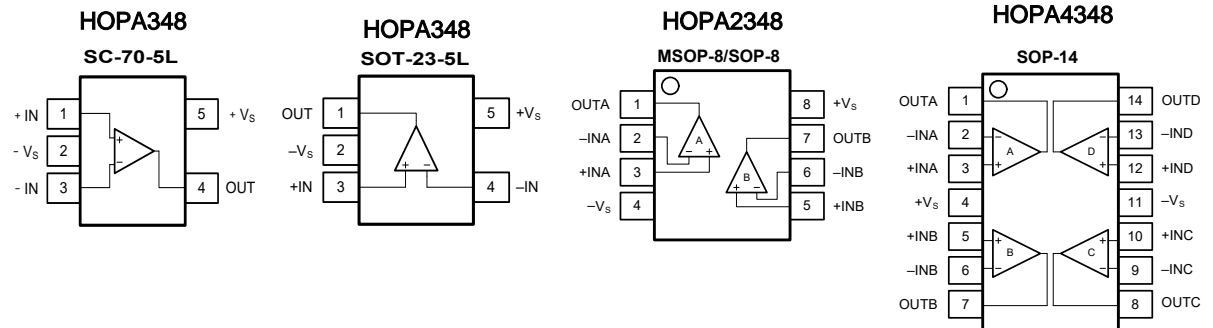 HOPA348
SC-70-5L
+ IN 1
- VS 2
- IN 3
5 + VS
4 OUT
+
−
HOPA348
SOT-23-5L
OUT 1
–VS 2
+IN 3
5 +VS
4 –IN
+ −
HOPA2348
MSOP-8/SOP-8
OUTA 1
–INA 2
+INA 3
–VS 4
8 +VS
7 OUTB
6 –INB
5 +INB
A
− +
B
+ −
HOPA4348
SOP-14
OUTA 1
–INA 2
+INA 3
+VS 4
+INB 5
–INB 6
OUTB 7
14 OUTD
13 –IND
12 +IND
11 –VS
10 +INC
9 –INC
8 OUTC
− A +
− D +
+ B −
+ C −